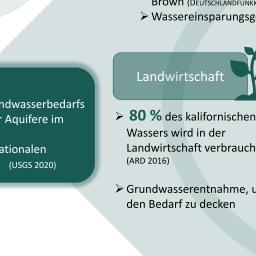 Brown (DEUTSCHLANDFUNKK
➢ Wassereinsparungsg
Landwirtschaft
ndwasserbedarfs
r Aquifere im
ationalen
(USGS 2020)
➢ 80 % des kalifornischen
Wassers wird in der
Landwirtschaft verbrauch
(ARD 2016)
➢ Grundwasserentnahme, u
den Bedarf zu decken